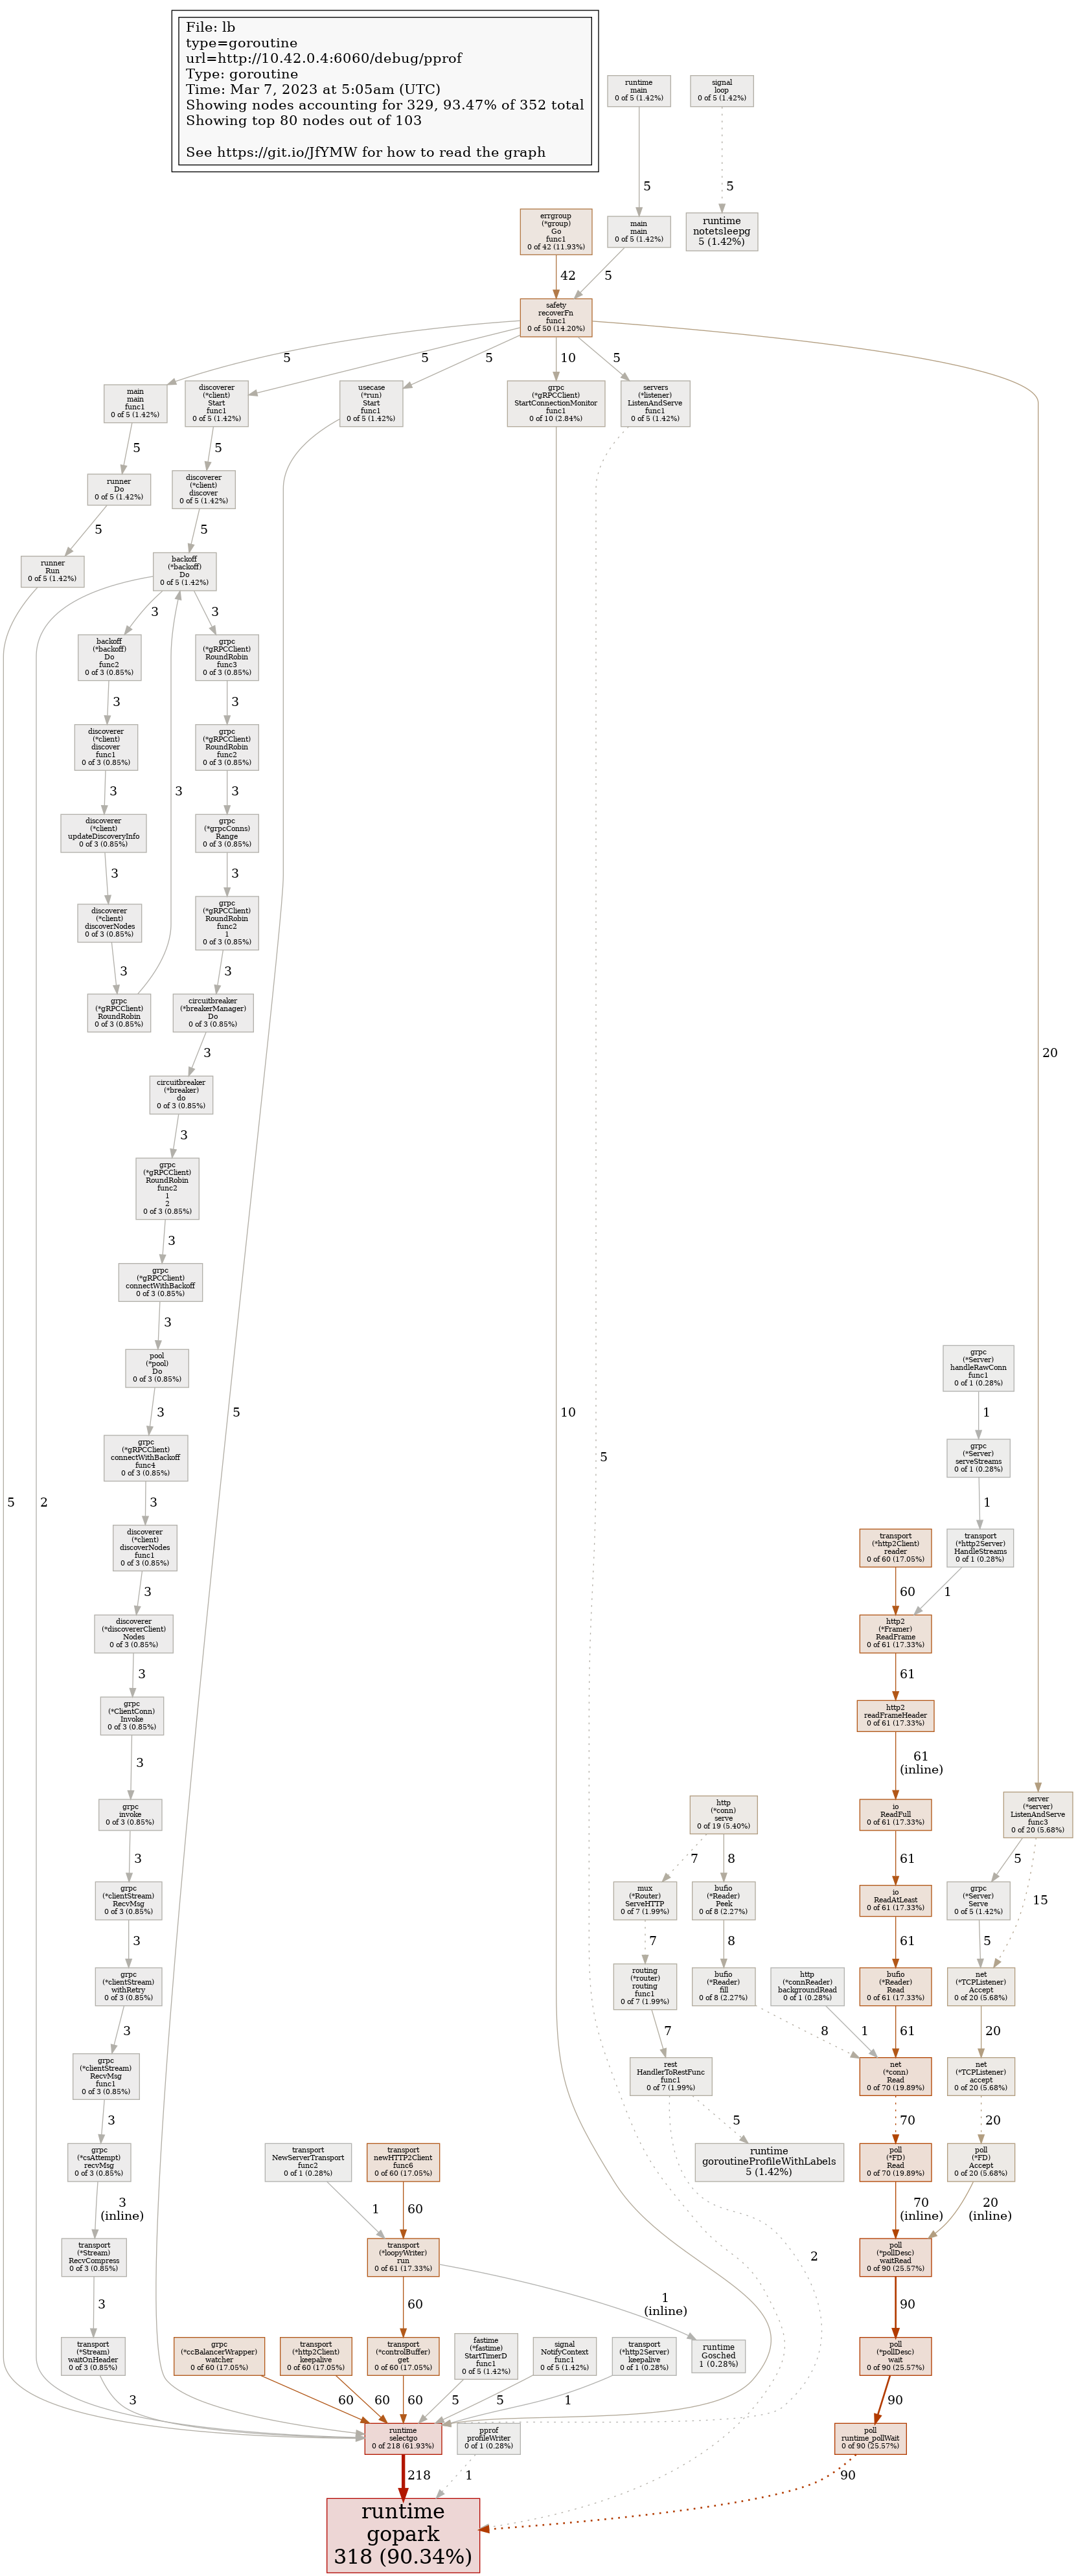 File: lb
type=goroutine
url=http://10.42.0.4:6060/debug/pprof
Type: goroutine
Time: Mar 7, 2023 at 5:05am (UTC)
Showing nodes accounting for 329, 93.47% of 352 total
Showing top 80 nodes out of 103
See https://git.io/JfYMW for how to read the graph
runtime
main
0 of 5 (1.42%)
signal
loop
0 of 5 (1.42%)
5
5
errgroup
(*group)
Go
func1
0 of 42 (11.93%)
main
main
0 of 5 (1.42%)
runtime
notetsleepg
5 (1.42%)
42
5
safety
recoverFn
func1
0 of 50 (14.20%)
5
5
5
10
5
20
main
main
func1
0 of 5 (1.42%)
discoverer
(*client)
Start
func1
0 of 5 (1.42%)
usecase
(*run)
Start
func1
0 of 5 (1.42%)
grpc
(*gRPCClient)
StartConnectionMonitor
func1
0 of 10 (2.84%)
servers
(*listener)
ListenAndServe
func1
0 of 5 (1.42%)
5
5
runner
Do
0 of 5 (1.42%)
discoverer
(*client)
discover
0 of 5 (1.42%)
5
5
runner
Run
0 of 5 (1.42%)
backoff
(*backoff)
Do
0 of 5 (1.42%)
3
3
backoff
(*backoff)
Do
func2
0 of 3 (0.85%)
grpc
(*gRPCClient)
RoundRobin
func3
0 of 3 (0.85%)
3
3
discoverer
(*client)
discover
func1
0 of 3 (0.85%)
grpc
(*gRPCClient)
RoundRobin
func2
0 of 3 (0.85%)
3
3
3
discoverer
(*client)
updateDiscoveryInfo
0 of 3 (0.85%)
grpc
(*grpcConns)
Range
0 of 3 (0.85%)
3
3
discoverer
(*client)
discoverNodes
0 of 3 (0.85%)
grpc
(*gRPCClient)
RoundRobin
func2
1
0 of 3 (0.85%)
3
3
grpc
(*gRPCClient)
RoundRobin
0 of 3 (0.85%)
circuitbreaker
(*breakerManager)
Do
0 of 3 (0.85%)
3
circuitbreaker
(*breaker)
do
0 of 3 (0.85%)
3
grpc
(*gRPCClient)
RoundRobin
func2
1
2
0 of 3 (0.85%)
3
grpc
(*gRPCClient)
connectWithBackoff
0 of 3 (0.85%)
3
pool
(*pool)
Do
0 of 3 (0.85%)
3
5
10
5
grpc
(*gRPCClient)
connectWithBackoff
func4
0 of 3 (0.85%)
5
2
3
discoverer
(*client)
discoverNodes
func1
0 of 3 (0.85%)
3
discoverer
(*discovererClient)
Nodes
0 of 3 (0.85%)
3
grpc
(*ClientConn)
Invoke
0 of 3 (0.85%)
3
grpc
invoke
0 of 3 (0.85%)
3
grpc
(*clientStream)
RecvMsg
0 of 3 (0.85%)
3
grpc
(*clientStream)
withRetry
0 of 3 (0.85%)
3
grpc
(*clientStream)
RecvMsg
func1
0 of 3 (0.85%)
3
grpc
(*csAttempt)
recvMsg
0 of 3 (0.85%)
3
(inline)
transport
(*Stream)
RecvCompress
0 of 3 (0.85%)
3
transport
(*Stream)
waitOnHeader
0 of 3 (0.85%)
3
grpc
(*Server)
handleRawConn
func1
0 of 1 (0.28%)
1
grpc
(*Server)
serveStreams
0 of 1 (0.28%)
1
transport
(*http2Client)
reader
0 of 60 (17.05%)
transport
(*http2Server)
HandleStreams
0 of 1 (0.28%)
60
1
http2
(*Framer)
ReadFrame
0 of 61 (17.33%)
61
http2
readFrameHeader
0 of 61 (17.33%)
61
(inline)
http
(*conn)
serve
0 of 19 (5.40%)
io
ReadFull
0 of 61 (17.33%)
server
(*server)
ListenAndServe
func3
0 of 20 (5.68%)
7
8
61
5
15
mux
(*Router)
ServeHTTP
0 of 7 (1.99%)
bufio
(*Reader)
Peek
0 of 8 (2.27%)
io
ReadAtLeast
0 of 61 (17.33%)
grpc
(*Server)
Serve
0 of 5 (1.42%)
7
8
61
5
routing
(*router)
routing
func1
0 of 7 (1.99%)
bufio
(*Reader)
fill
0 of 8 (2.27%)
http
(*connReader)
backgroundRead
0 of 1 (0.28%)
bufio
(*Reader)
Read
0 of 61 (17.33%)
net
(*TCPListener)
Accept
0 of 20 (5.68%)
7
8
1
61
20
rest
HandlerToRestFunc
func1
0 of 7 (1.99%)
net
(*conn)
Read
0 of 70 (19.89%)
net
(*TCPListener)
accept
0 of 20 (5.68%)
5
70
20
transport
NewServerTransport
func2
0 of 1 (0.28%)
transport
newHTTP2Client
func6
0 of 60 (17.05%)
runtime
goroutineProfileWithLabels
5 (1.42%)
poll
(*FD)
Read
0 of 70 (19.89%)
poll
(*FD)
Accept
0 of 20 (5.68%)
1
60
70
(inline)
20
(inline)
transport
(*loopyWriter)
run
0 of 61 (17.33%)
2
poll
(*pollDesc)
waitRead
0 of 90 (25.57%)
60
1
(inline)
90
grpc
(*ccBalancerWrapper)
watcher
0 of 60 (17.05%)
transport
(*http2Client)
keepalive
0 of 60 (17.05%)
transport
(*controlBuffer)
get
0 of 60 (17.05%)
fastime
(*fastime)
StartTimerD
func1
0 of 5 (1.42%)
signal
NotifyContext
func1
0 of 5 (1.42%)
transport
(*http2Server)
keepalive
0 of 1 (0.28%)
runtime
Gosched
1 (0.28%)
poll
(*pollDesc)
wait
0 of 90 (25.57%)
60
60
60
5
5
1
90
runtime
selectgo
0 of 218 (61.93%)
pprof
profileWriter
0 of 1 (0.28%)
poll
runtime_pollWait
0 of 90 (25.57%)
218
1
90
runtime
gopark
318 (90.34%)